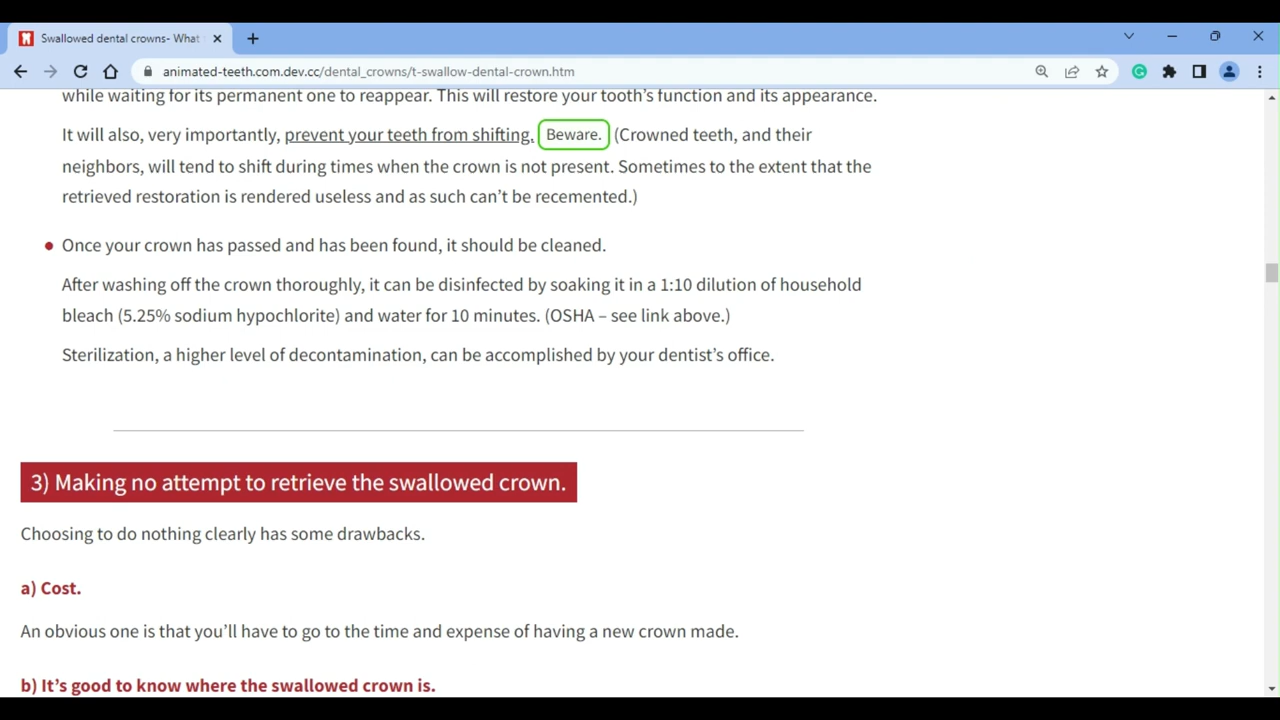 Swallowed dental crowns- What
animated-teeth.com.dev.cc/dental_crowns/t-swallow-dental-crown.htm
while waiting for its permanent one to reappear. This will restore your tooth’s function and its appearance.
It will also, very importantly, prevent your teeth from shifting. Beware. (Crowned teeth, and their
neighbors, will tend to shift during times when the crown is not present. Sometimes to the extent that the
retrieved restoration is rendered useless and as such can’t be recemented.)
Once your crown has passed and has been found, it should be cleaned.
After washing off the crown thoroughly, it can be disinfected by soaking it in a 1:10 dilution of household
bleach (5.25% sodium hypochlorite) and water for 10 minutes. (OSHA – see link above.)
Sterilization, a higher level of decontamination, can be accomplished by your dentist’s office.
3) Making no attempt to retrieve the swallowed crown.
Choosing to do nothing clearly has some drawbacks.
a) Cost.
An obvious one is that you’ll have to go to the time and expense of having a new crown made.
b) It’s good to know where the swallowed crown is.